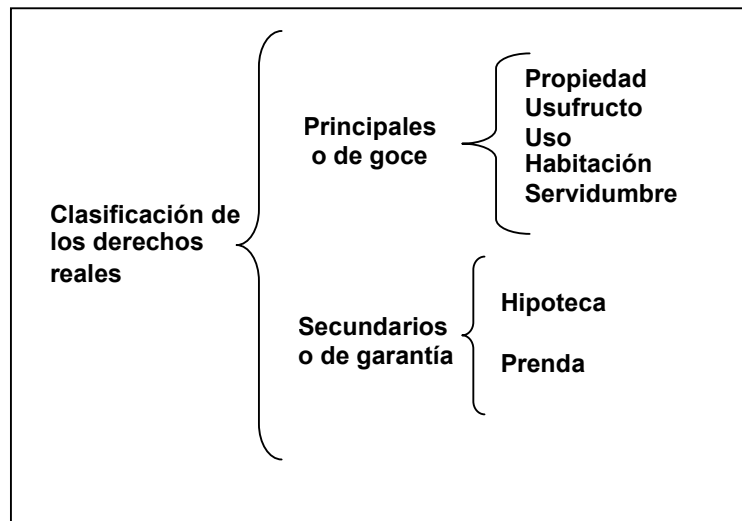 Clasificación de
los derechos
reales
Principales
o de goce
Propiedad
Usufructo
Uso
Habitación
Servidumbre
Secundarios
o de garantía
Hipoteca
Prenda